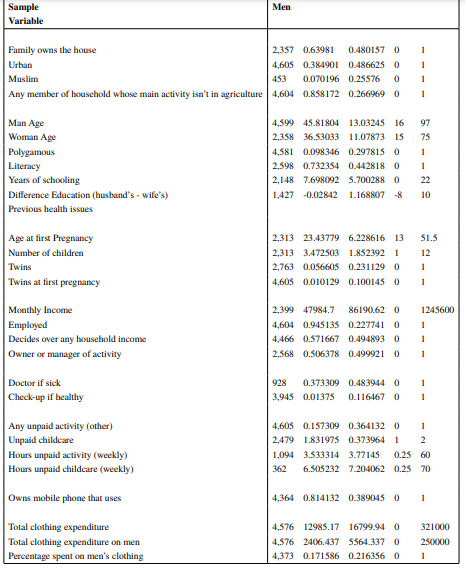 Sample Men
Variable
Family owns the house 2,357 0.63981 0.480157 0 1
Urban 4,605 0.384901 0.486625 0 1
Muslim 453 0.070196 0.25576 0 1
Any member of household whose main activity isn't in agriculture 4,604 0.858172 0.266969 0 1
Man Age 4,599 45.81804 13.03245 16 97
Woman Age 2,358 36.53033 11.07873 15 75
Polygamous 4,581 0.098346 0.297815 0 1
Literacy 2,598 0.732354 0.442818 0 1
Years of schooling 2,148 7.698092 5.700288 0 22
Difference Education (husband's - wife's) 1,427 -0.02842 1.168807 -8 10
Previous health issues
Age at first Pregnancy 2,313 23.43779 6.228616 13 51.5
Number of children 2,313 3.472503 1.852392 1 12
Twins 2,763 0.056605 0.231129 0 1
Twins at first pregnancy 4,605 0.010129 0.100145 0 1
Monthly Income 2,399 47984.7 86190.62 0 1245600
Employed 4,604 0.945135 0.227741 0 1
Decides over any household income 4,466 0.571667 0.494893 0 1
Owner or manager of activity 2,568 0.506378 0.499921 0 1
Doctor if sick 928 0.373309 0.483944 0 1
Check-up if healthy 3,945 0.01375 0.116467 0 1
Any unpaid activity (other) 4,605 0.157309 0.364132 0 1
Unpaid childcare 2,479 1.831975 0.373964 1 2
Hours unpaid activity (weekly) 1,094 3.533314 3.77145 0.25 60
Hours unpaid childcare (weekly) 362 6.505232 7.204062 0.25 70
Owns mobile phone that uses 4,364 0.814132 0.389045 0 1
Total clothing expenditure 4,576 12985.17 16799.94 0 321000
Total clothing expenditure on men 4,576 2406.437 5564.337 0 250000
Percentage spent on men's clothing 4,373 0.171586 0.216356 0 1